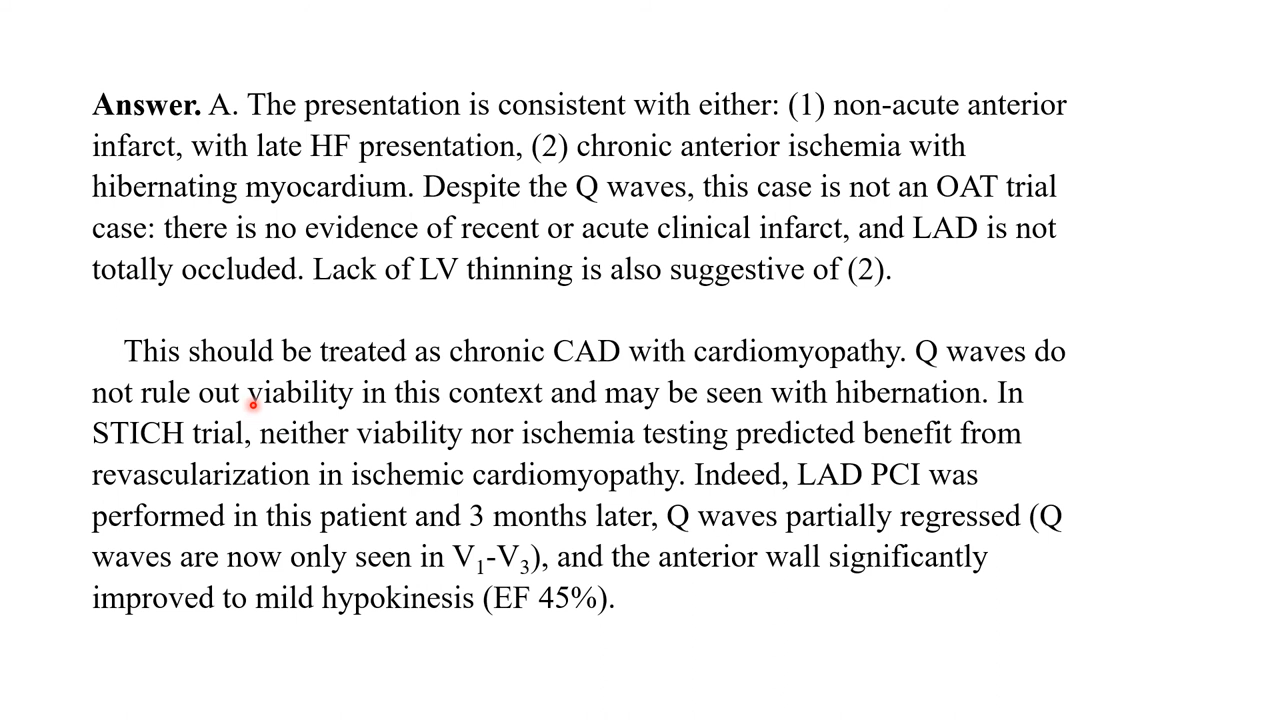 Answer. A. The presentation is consistent with either: (1) non-acute anterior
infarct, with late HF presentation, (2) chronic anterior ischemia with
hibernating myocardium. Despite the Q waves, this case is not an OAT trial
case: there is no evidence of recent or acute clinical infarct, and LAD is not
totally occluded. Lack of LV thinning is also suggestive of (2).
This should be treated as chronic CAD with cardiomyopathy. Q waves do
not rule out viability in this context and may be seen with hibernation. In
STICH trial, neither viability nor ischemia testing predicted benefit from
revascularization in ischemic cardiomyopathy. Indeed, LAD PCI was
performed in this patient and 3 months later, Q waves partially regressed (Q
waves are now only seen in V₁-V₃), and the anterior wall significantly
improved to mild hypokinesis (EF 45%).